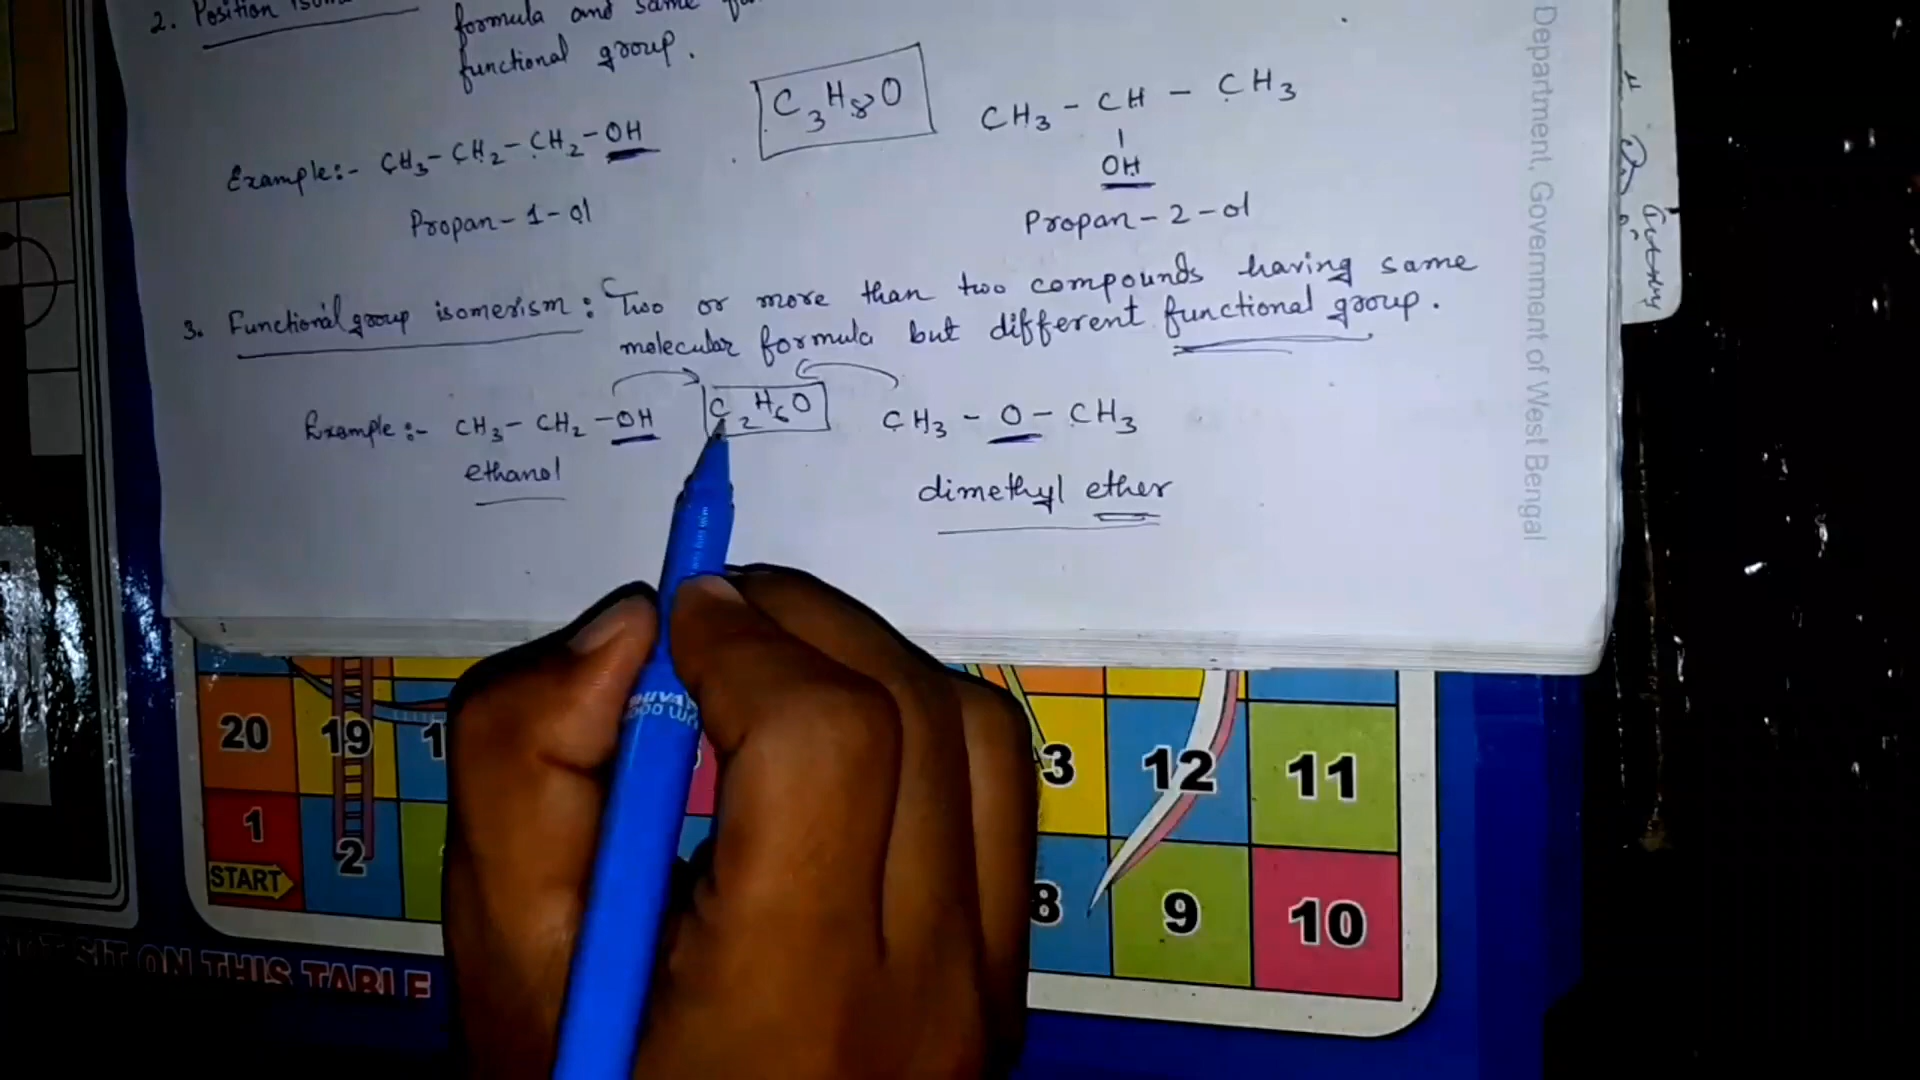 2. Position
formula and same
functional group.
C3H8O
CH3 - CH - CH3
OH
Example:- CH3-CH2-CH2-OH
Propan-1-ol
Propan-2-ol
3. Functional group isomerism: Two or more than two compounds having same
molecular formula but different functional group.
Example:- CH3-CH2-OH
C2H6O
CH3-O-CH3
ethanol
dimethyl ether
Department, Government of West Bengal
20 19 1 3 12 11
1 2 8 9 10
START
SIT ON THIS TABLE